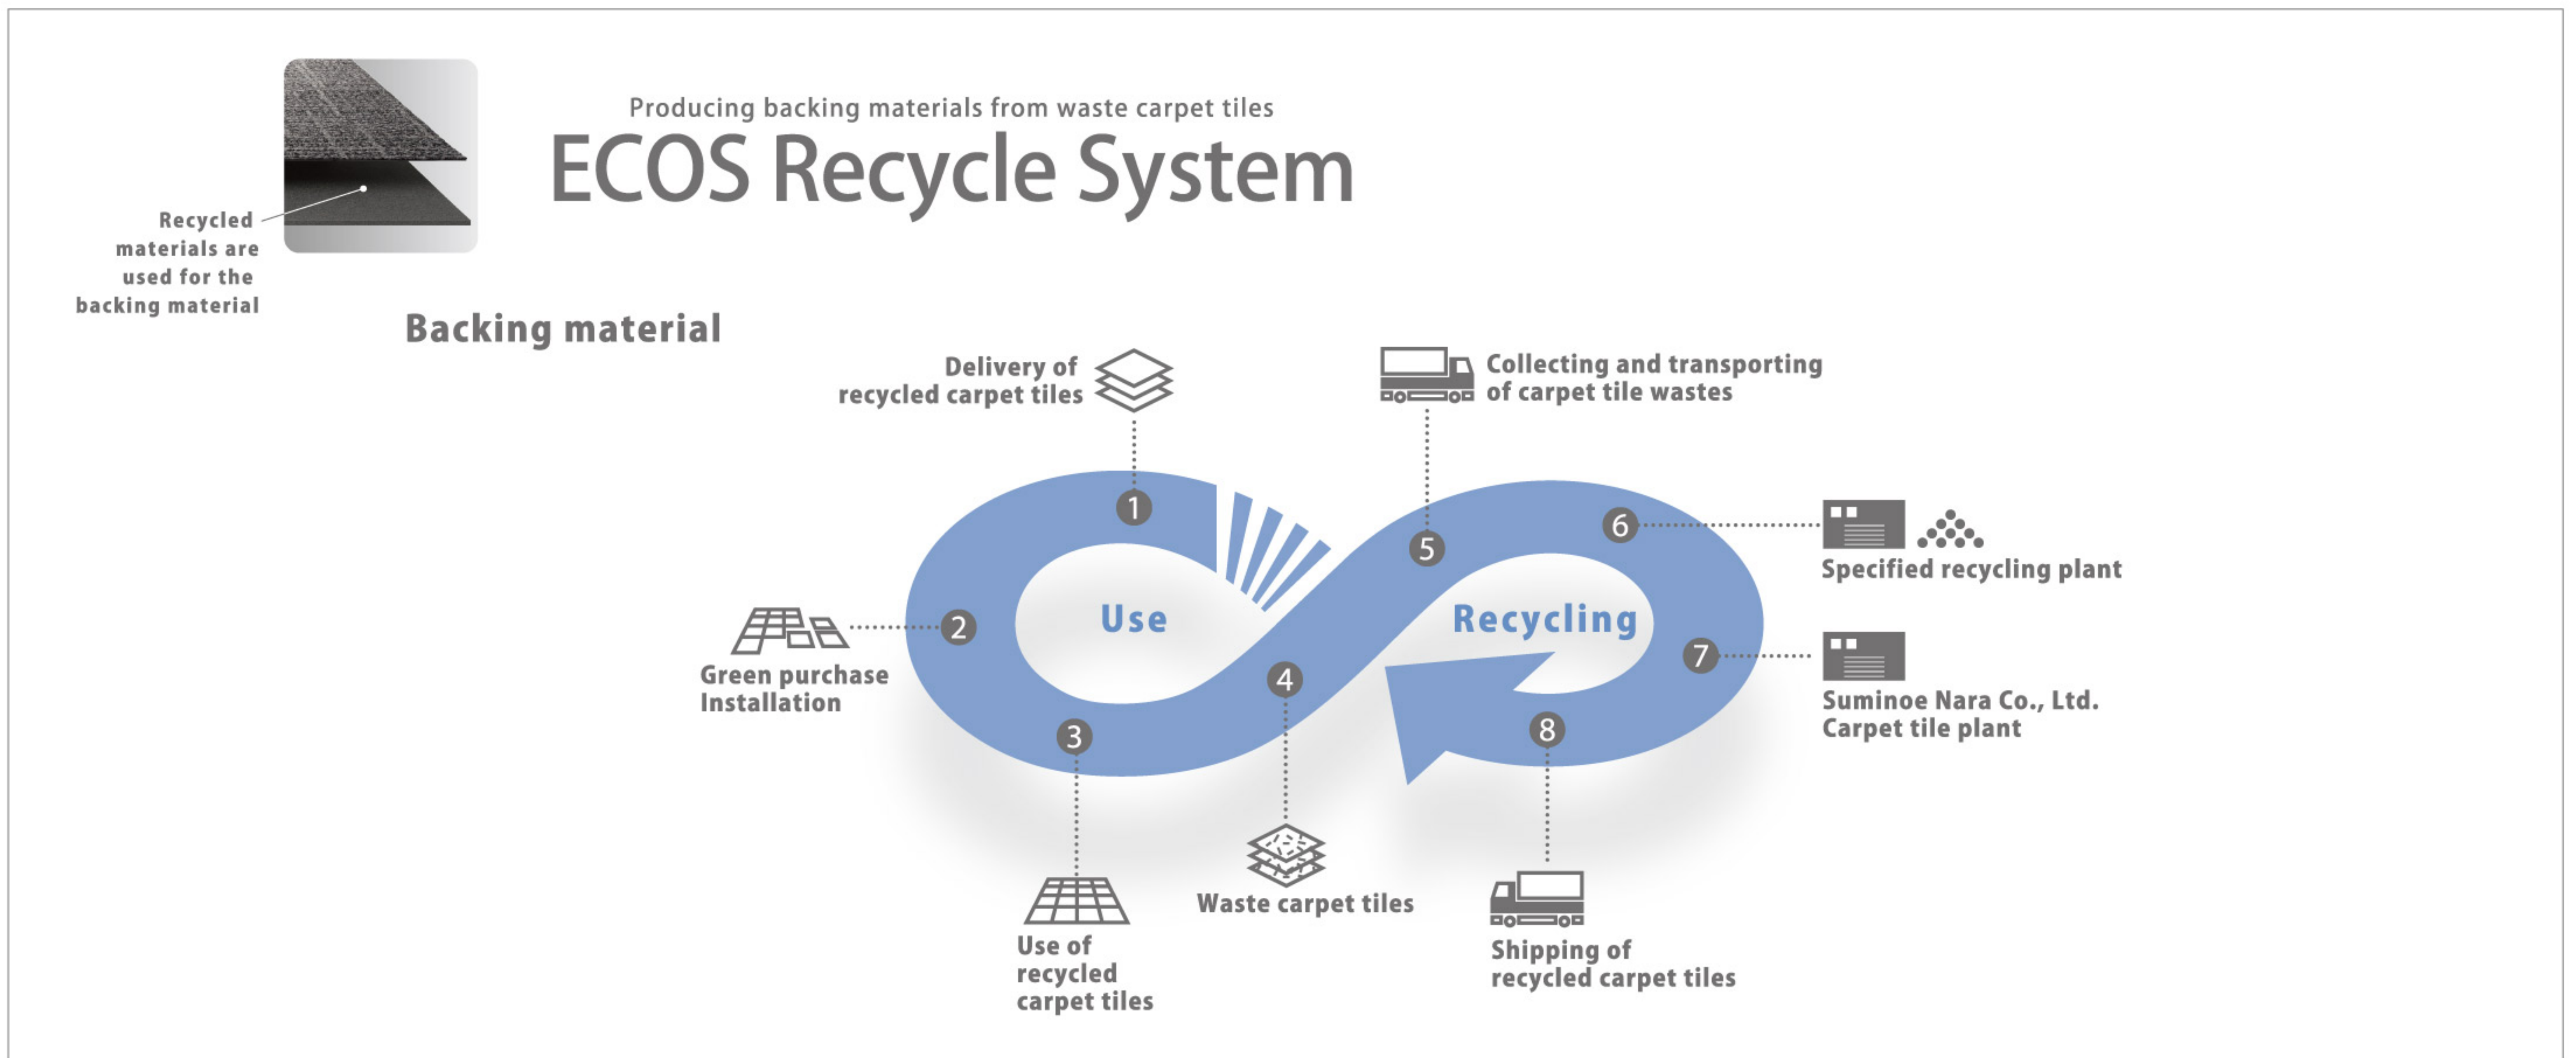 Producing backing materials from waste carpet tiles
ECOS Recycle System
Recycled
materials are
used for the
backing material
Backing material
Delivery of
recycled carpet tiles
1
Green purchase
Installation
2
3
Use of
recycled
carpet tiles
Use
4
Waste carpet tiles
Collecting and transporting
of carpet tile wastes
5
Recycling
6
Specified recycling plant
7
Suminoe Nara Co., Ltd.
Carpet tile plant
8
Shipping of
recycled carpet tiles